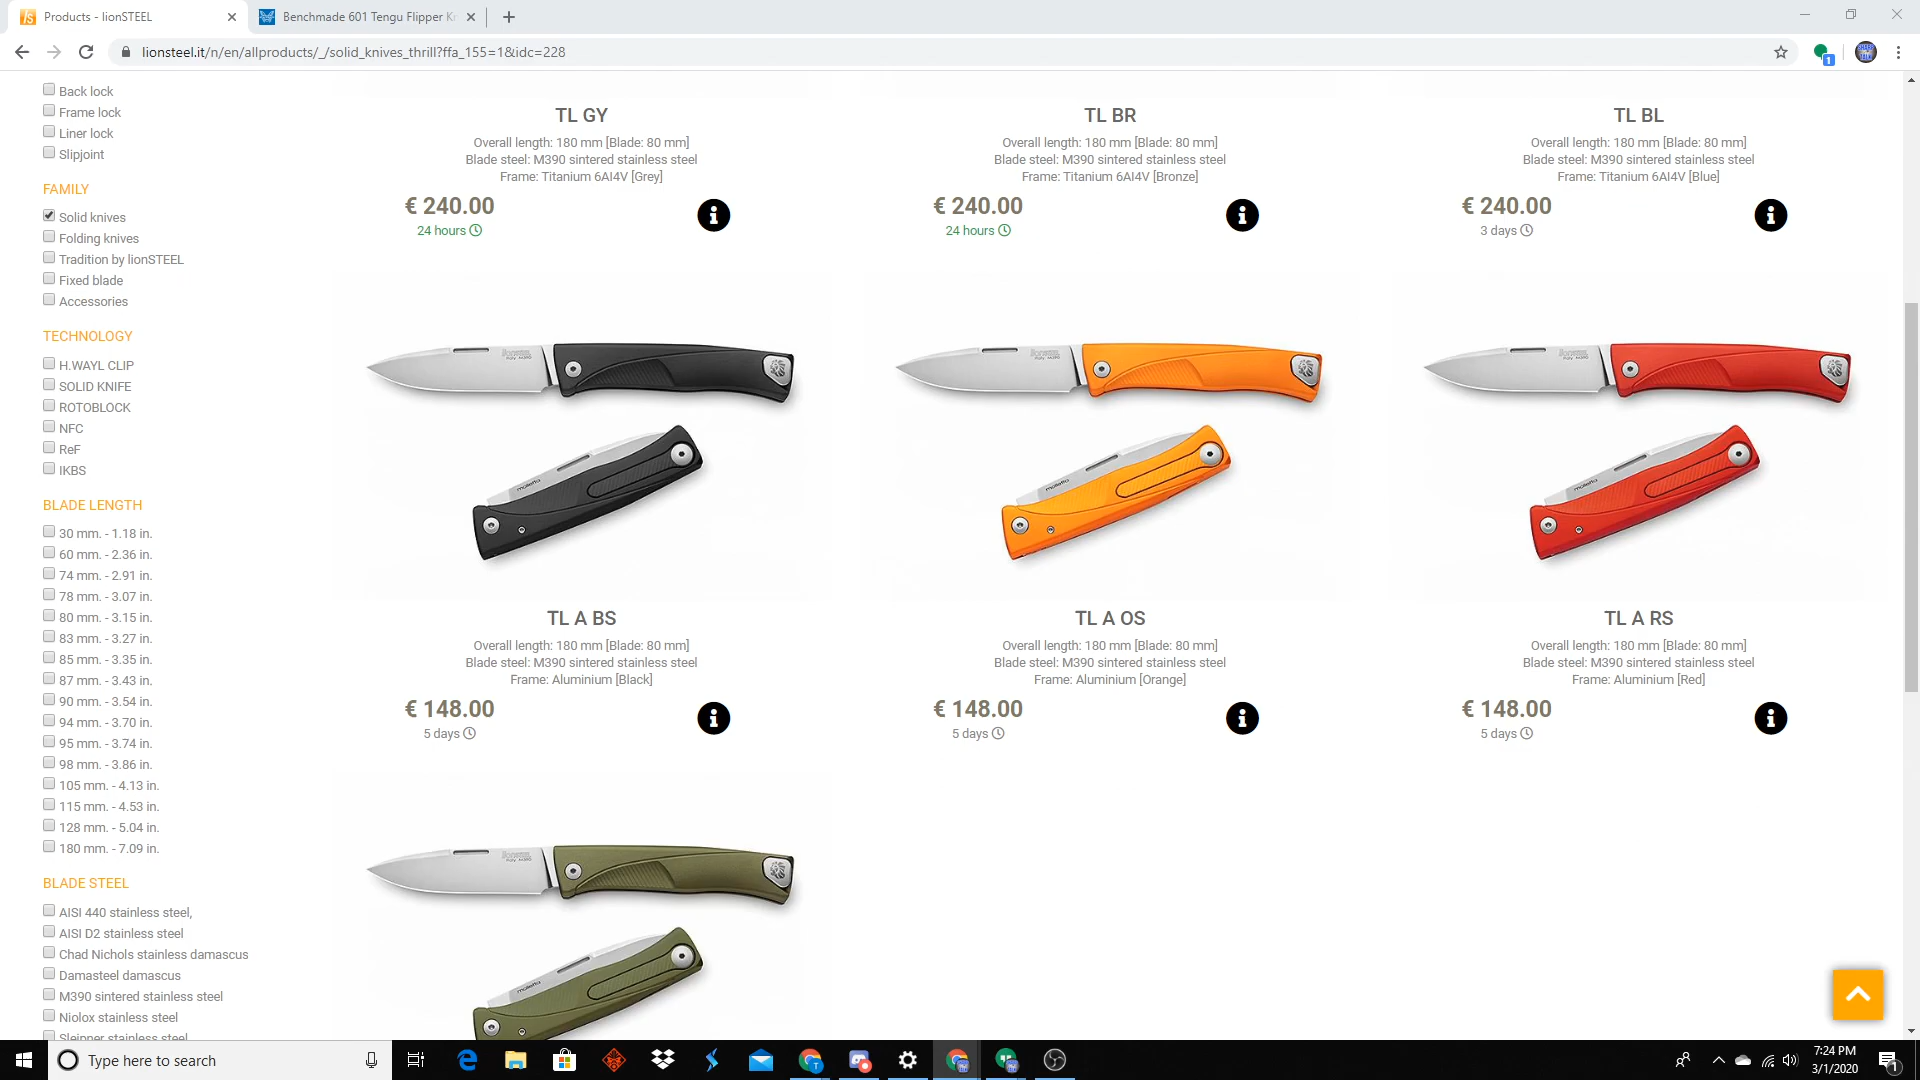 Products - lionSTEEL
Benchmade 601 Tengu Flipper Kn
lionsteel.it/n/en/allproducts/_/solid_knives_thrill?ffa_155=1&idc=228
1
Back lock
Frame lock
Liner lock
Slipjoint
FAMILY
Solid knives
Folding knives
Tradition by lionSTEEL
Fixed blade
Accessories
TECHNOLOGY
H.WAYL CLIP
SOLID KNIFE
ROTOBLOCK
NFC
ReF
IKBS
BLADE LENGTH
30 mm. - 1.18 in.
60 mm. - 2.36 in.
74 mm. - 2.91 in.
78 mm. - 3.07 in.
80 mm. - 3.15 in.
83 mm. - 3.27 in.
85 mm. - 3.35 in.
87 mm. - 3.43 in.
90 mm. - 3.54 in.
94 mm. - 3.70 in.
95 mm. - 3.74 in.
98 mm. - 3.86 in.
105 mm. - 4.13 in.
115 mm. - 4.53 in.
128 mm. - 5.04 in.
180 mm. - 7.09 in.
BLADE STEEL
AISI 440 stainless steel,
AISI D2 stainless steel
Chad Nichols stainless damascus
Damasteel damascus
M390 sintered stainless steel
Niolox stainless steel
Sleipner stainless steel
TL GY
Overall length: 180 mm [Blade: 80 mm]
Blade steel: M390 sintered stainless steel
Frame: Titanium 6Al4V [Grey]
€ 240.00
24 hours
TL BR
Overall length: 180 mm [Blade: 80 mm]
Blade steel: M390 sintered stainless steel
Frame: Titanium 6Al4V [Bronze]
€ 240.00
24 hours
TL BL
Overall length: 180 mm [Blade: 80 mm]
Blade steel: M390 sintered stainless steel
Frame: Titanium 6Al4V [Blue]
€ 240.00
3 days
TL A BS
Overall length: 180 mm [Blade: 80 mm]
Blade steel: M390 sintered stainless steel
Frame: Aluminium [Black]
€ 148.00
5 days
TL A OS
Overall length: 180 mm [Blade: 80 mm]
Blade steel: M390 sintered stainless steel
Frame: Aluminium [Orange]
€ 148.00
5 days
TL A RS
Overall length: 180 mm [Blade: 80 mm]
Blade steel: M390 sintered stainless steel
Frame: Aluminium [Red]
€ 148.00
5 days
Type here to search
7:24 PM
3/1/2020
1